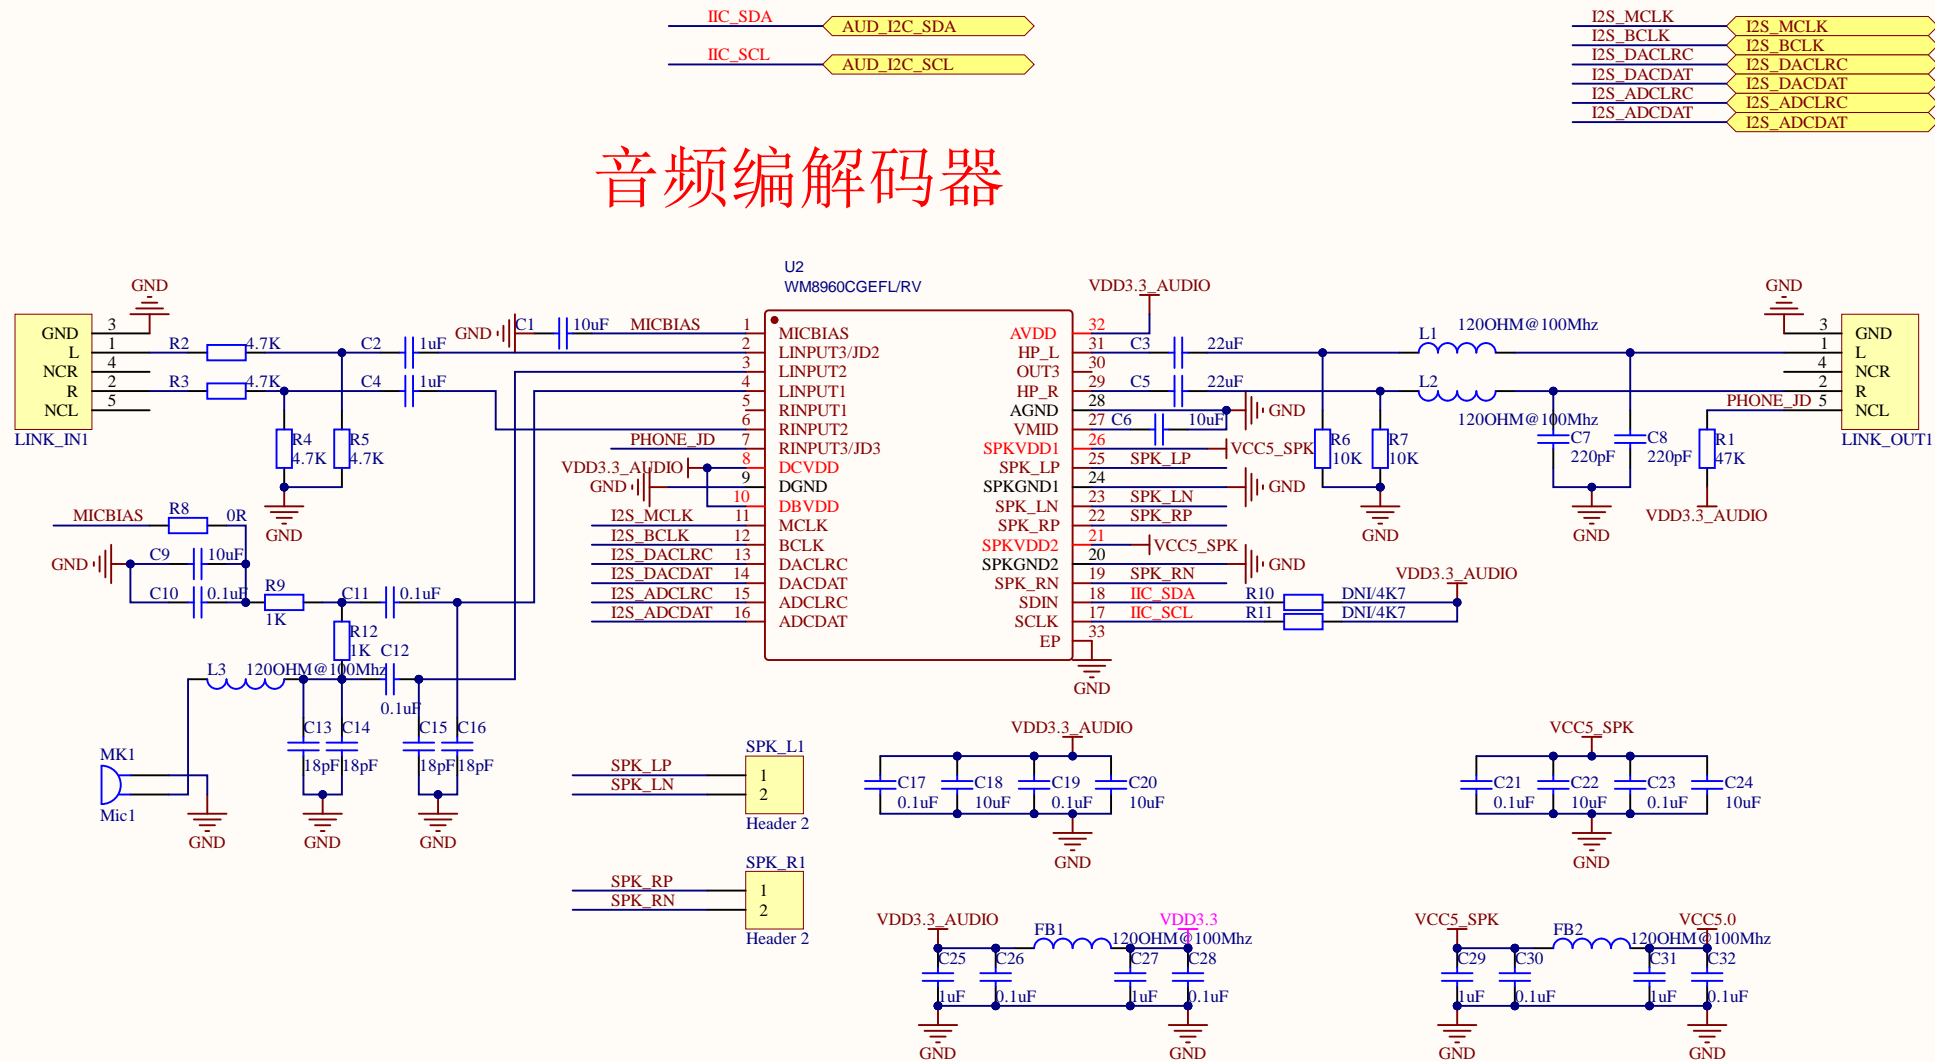 IIC_SDA AUD_I2C_SDA
IIC_SCL AUD_I2C_SCL
I2S_MCLK I2S_MCLK
I2S_BCLK I2S_BCLK
I2S_DACLRC I2S_DACLRC
I2S_DACDAT I2S_DACDAT
I2S_ADCLRC I2S_ADCLRC
I2S_ADCDAT I2S_ADCDAT
音频编解码器
GND
GND 3
L 1
NCR 4
R 2
NCL 5
LINK_IN1
R2 4.7K
R3 4.7K
C2 1uF
C4 1uF
R4 4.7K
R5 4.7K
GND
GND C1 10uF MICBIAS
PHONE_JD
VDD3.3_AUDIO
GND
I2S_MCLK
I2S_BCLK
I2S_DACLRC
I2S_DACDAT
I2S_ADCLRC
I2S_ADCDAT
U2
WM8960CGEFL/RV
1 MICBIAS
2 LINPUT3/JD2
3 LINPUT2
4 LINPUT1
5 RINPUT1
6 RINPUT2
7 RINPUT3/JD3
8 DCVDD
9 DGND
10 DBVDD
11 MCLK
12 BCLK
13 DACLRC
14 DACDAT
15 ADCLRC
16 ADCDAT
AVDD 32
HP_L 31
OUT3 30
HP_R 29
AGND 28
VMID 27
SPKVDD1 26
SPK_LP 25
SPKGND1 24
SPK_LN 23
SPK_RP 22
SPKVDD2 21
SPKGND2 20
SPK_RN 19
SDIN 18
SCLK 17
EP 33
GND
VDD3.3_AUDIO
C3 22uF
C5 22uF
GND
C6 10uF
VCC5_SPK
SPK_LP
GND
SPK_LN
SPK_RP
VCC5_SPK
GND
SPK_RN
IIC_SDA R10 DNI/4K7
IIC_SCL R11 DNI/4K7
VDD3.3_AUDIO
L1 120OHM@100Mhz
L2
120OHM@100Mhz
R6 10K
R7 10K
GND
C7 220pF
C8 220pF
GND
PHONE_JD
R1 47K
VDD3.3_AUDIO
GND
3 GND
1 L
4 NCR
2 R
5 NCL
LINK_OUT1
MICBIAS R8 0R
GND C9 10uF
C10 0.1uF
R9 1K
C11 0.1uF
R12 1K
C12 0.1uF
L3 120OHM@100Mhz
C13 18pF
C14 18pF
C15 18pF
C16 18pF
MK1
Mic1
GND
GND
GND
SPK_L1
SPK_LP 1
SPK_LN 2
Header 2
SPK_R1
SPK_RP 1
SPK_RN 2
Header 2
VDD3.3_AUDIO
C17 0.1uF
C18 10uF
C19 0.1uF
C20 10uF
GND
VCC5_SPK
C21 0.1uF
C22 10uF
C23 0.1uF
C24 10uF
GND
VDD3.3_AUDIO
FB1 120OHM@100Mhz
VDD3.3
C25 1uF
C26 0.1uF
C27 1uF
C28 0.1uF
GND
GND
VCC5_SPK
FB2 120OHM@100Mhz
VCC5.0
C29 1uF
C30 0.1uF
C31 1uF
C32 0.1uF
GND
GND